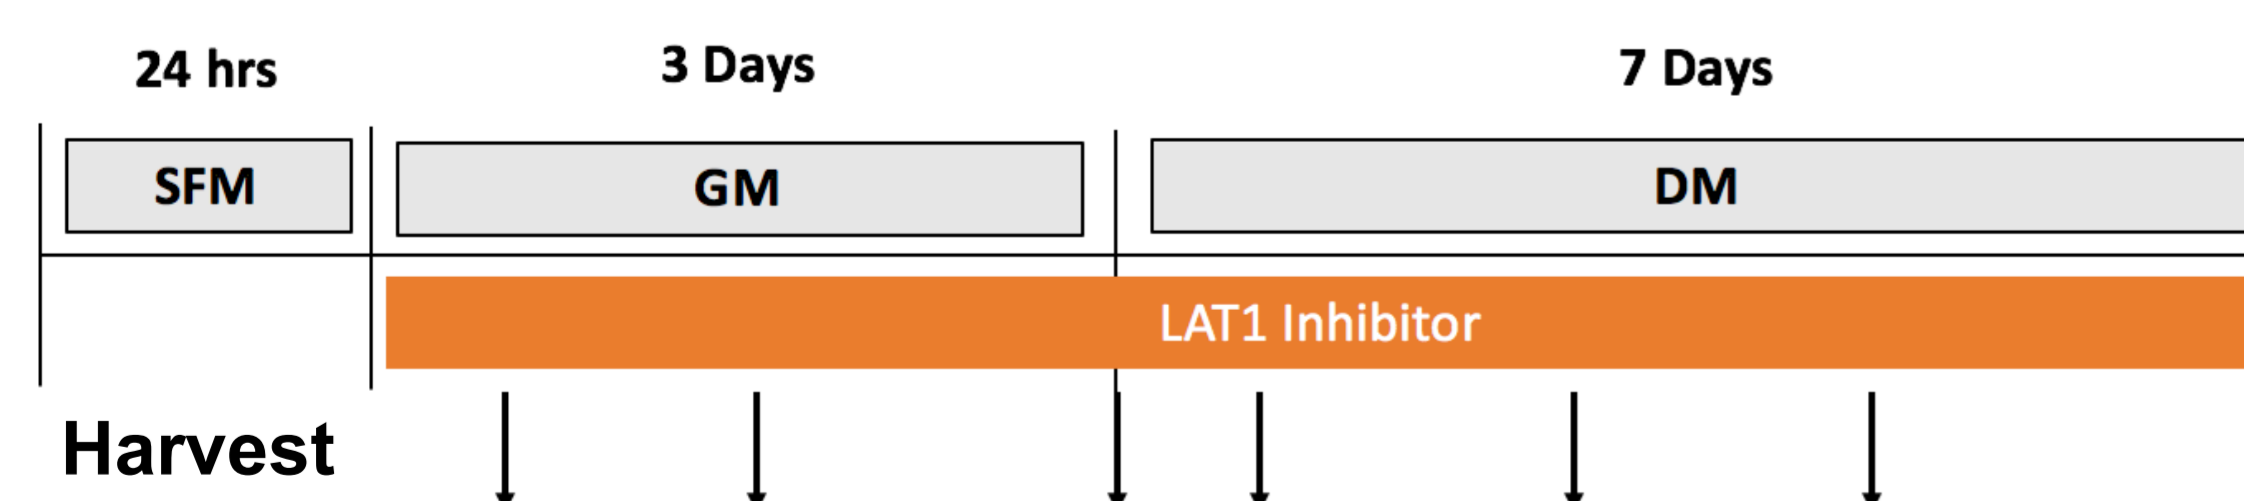 24 hrs
3 Days
7 Days
SFM
GM
DM
LAT1 Inhibitor
Harvest